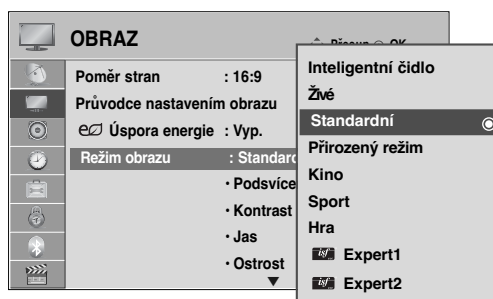 OBRAZ
OK
Poměr stran : 16:9
Průvodce nastavením obrazu
Úspora energie : Vyp.
Režim obrazu : Standard
• Podsvíce
• Kontrast
• Jas
• Ostrost
Inteligentní čidlo
Živé
Standardní
Přirozený režim
Kino
Sport
Hra
Expert1
Expert2